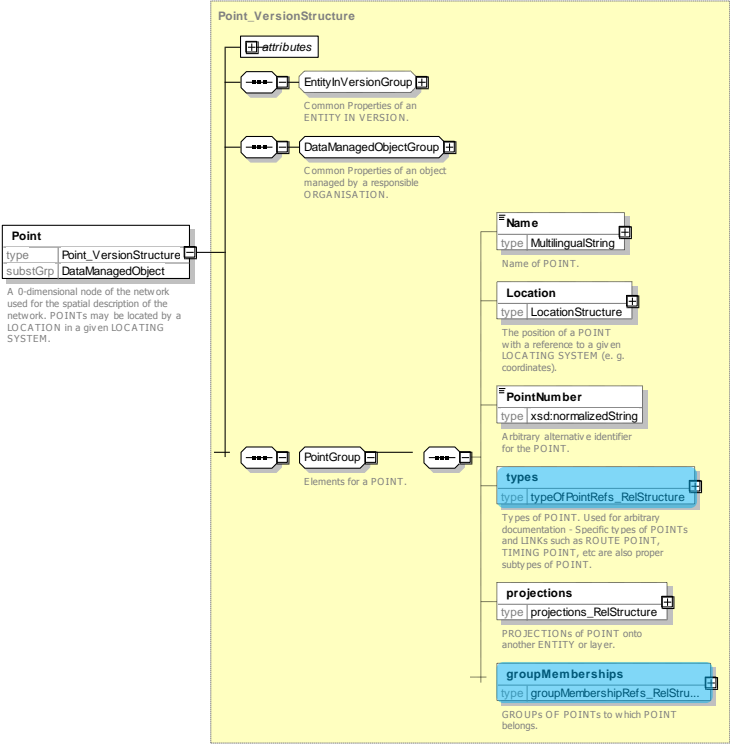 Point_VersionStructure
attributes
EntityInVersionGroup
Common Properties of an
ENTITY IN VERSION.
DataManagedObjectGroup
Common Properties of an object
managed by a responsible
ORGANISATION.
Point
type Point_VersionStructure
substGrp DataManagedObject
A 0-dimensional node of the network
used for the spatial description of the
network. POINTs may be located by a
LOCATION in a given LOCATING
SYSTEM.
Name
type MultilingualString
Name of POINT.
Location
type LocationStructure
The position of a POINT
with a reference to a given
LOCATING SYSTEM (e. g.
coordinates).
PointNumber
type xsd:normalizedString
Arbitrary alternative identifier
for the POINT.
PointGroup
Elements for a POINT.
types
type typeOfPointRefs_RelStructure
Types of POINT. Used for arbitrary
documentation - Specific types of POINTs
and LINKs such as ROUTE POINT,
TIMING POINT, etc are also proper
subtypes of POINT.
projections
type projections_RelStructure
PROJECTIONs of POINT onto
another ENTITY or layer.
groupMemberships
type groupMembershipRefs_RelStru...
GROUPs OF POINTs to which POINT
belongs.